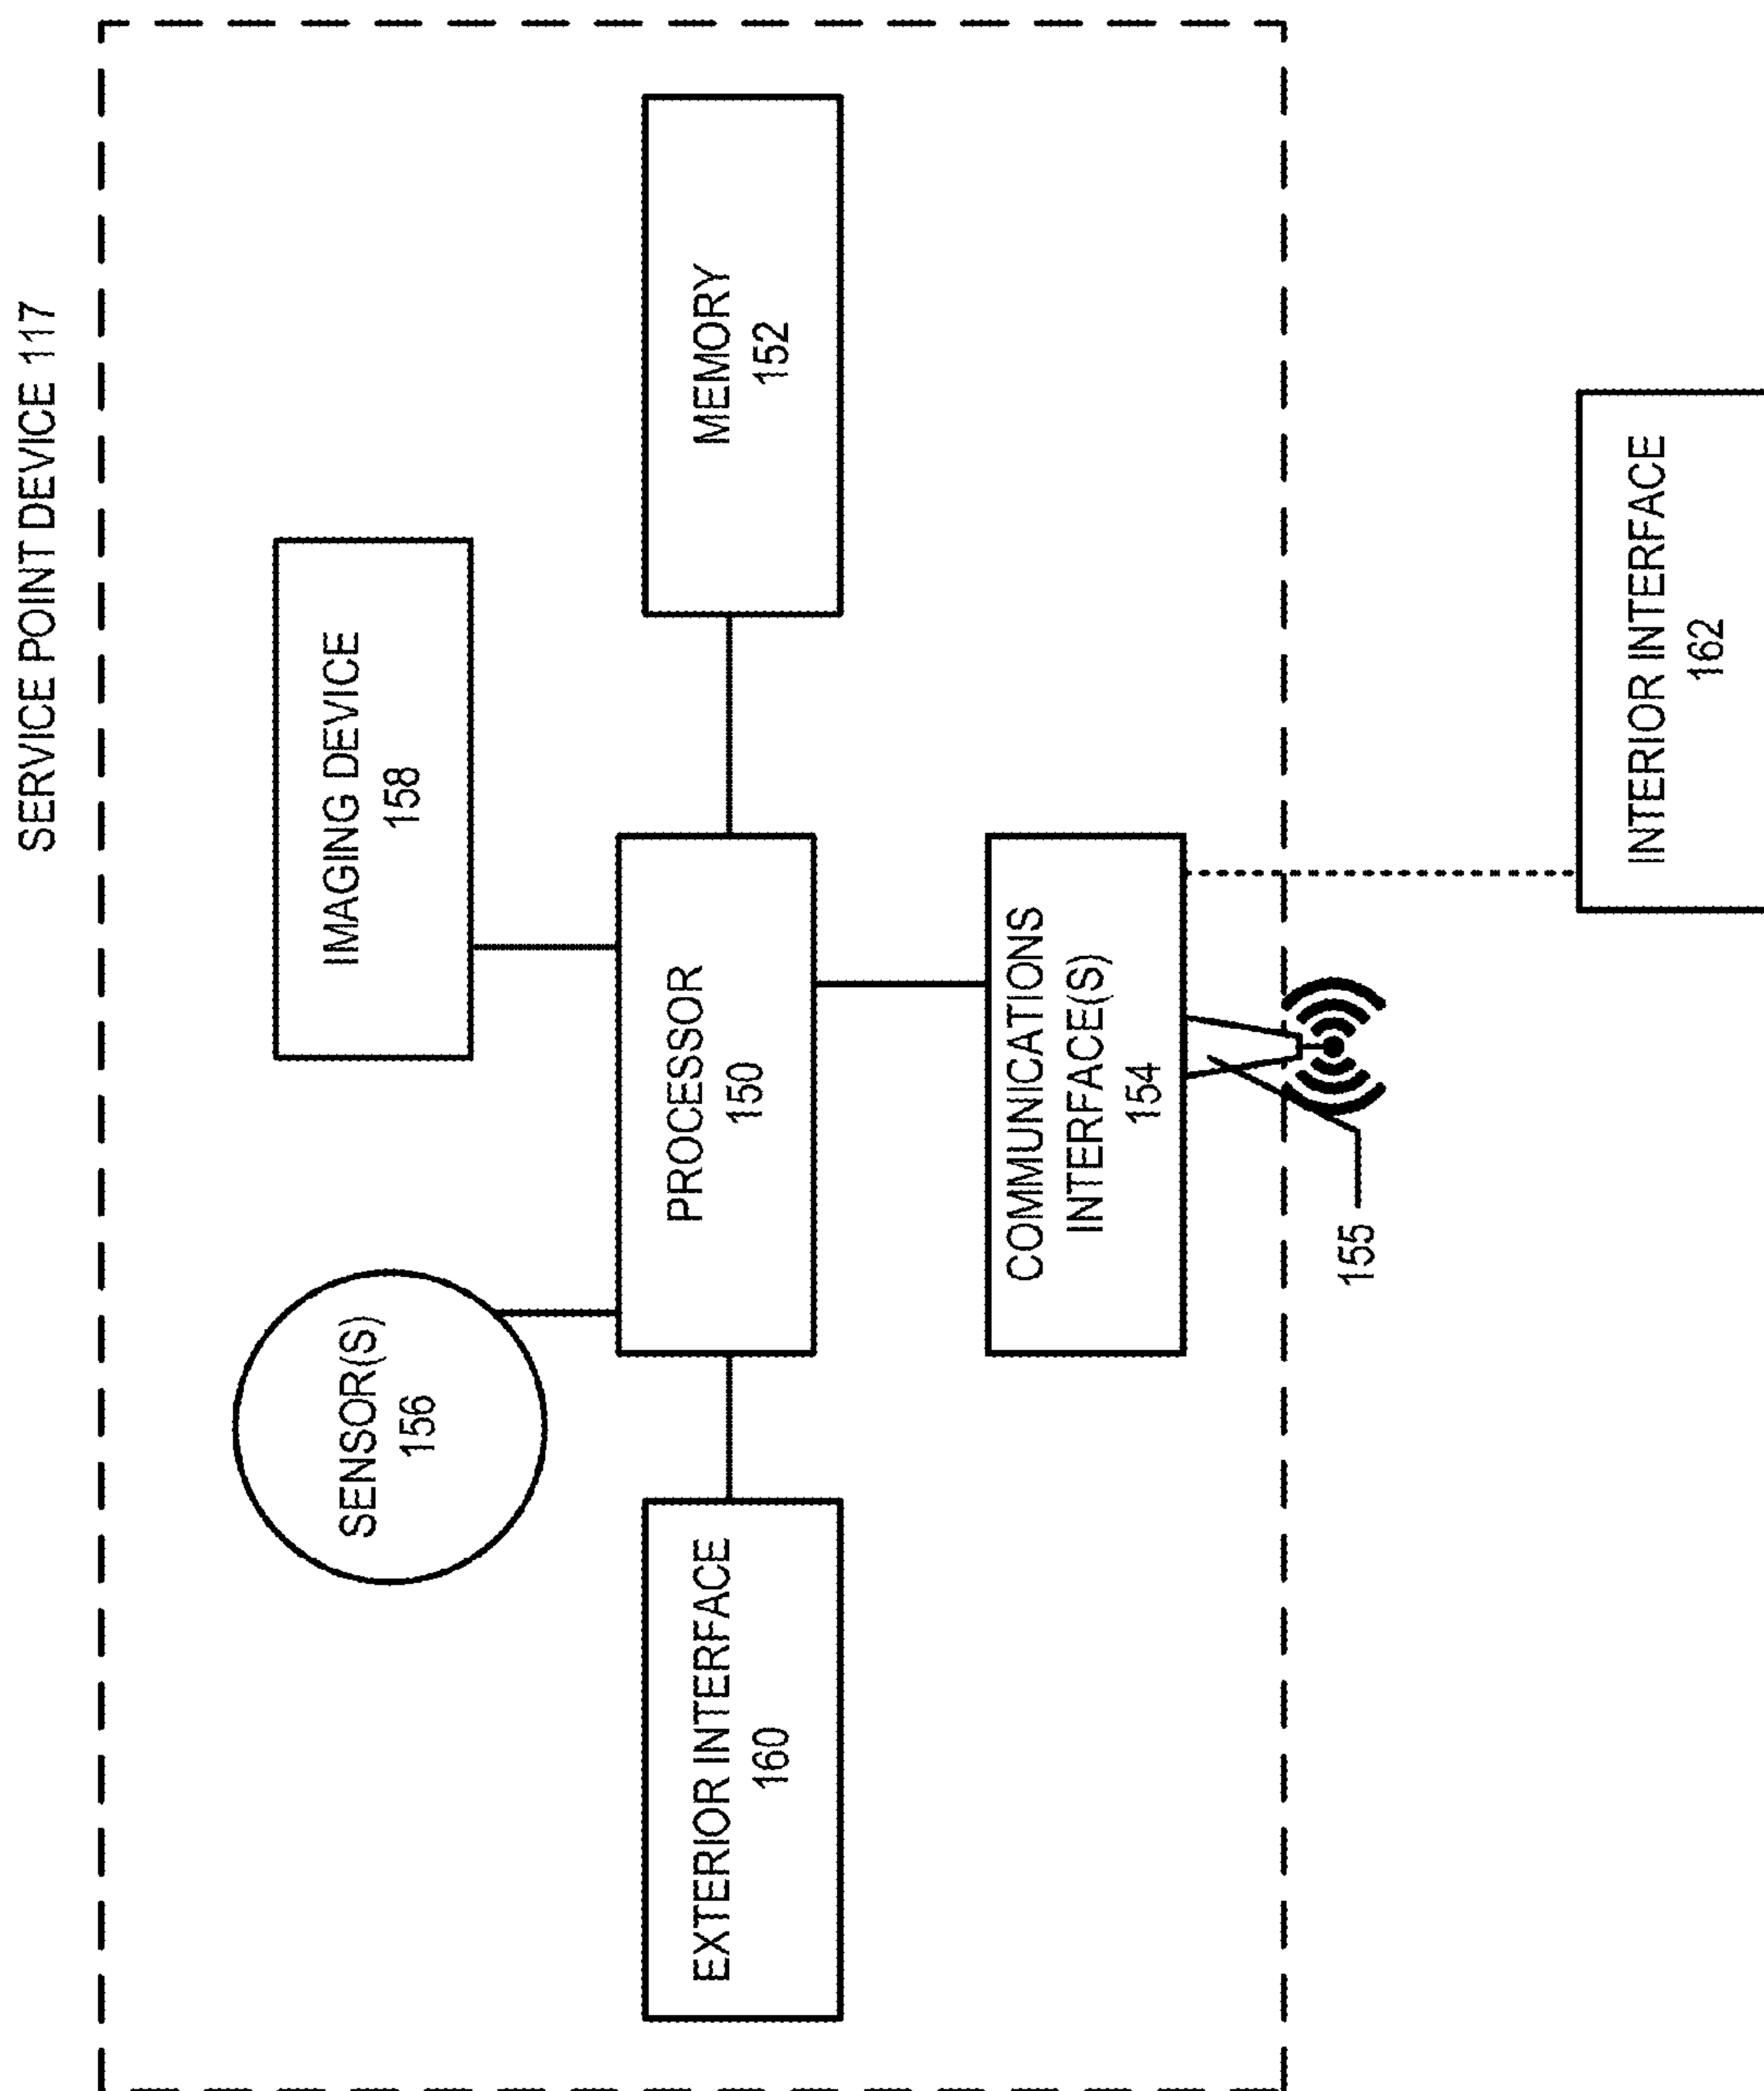 SERVICE POINT DEVICE 117
SENSOR(S)
156
IMAGING DEVICE
158
EXTERIOR INTERFACE
160
PROCESSOR
150
MEMORY
152
COMMUNICATIONS
INTERFACE(S)
154
155
INTERIOR INTERFACE
162